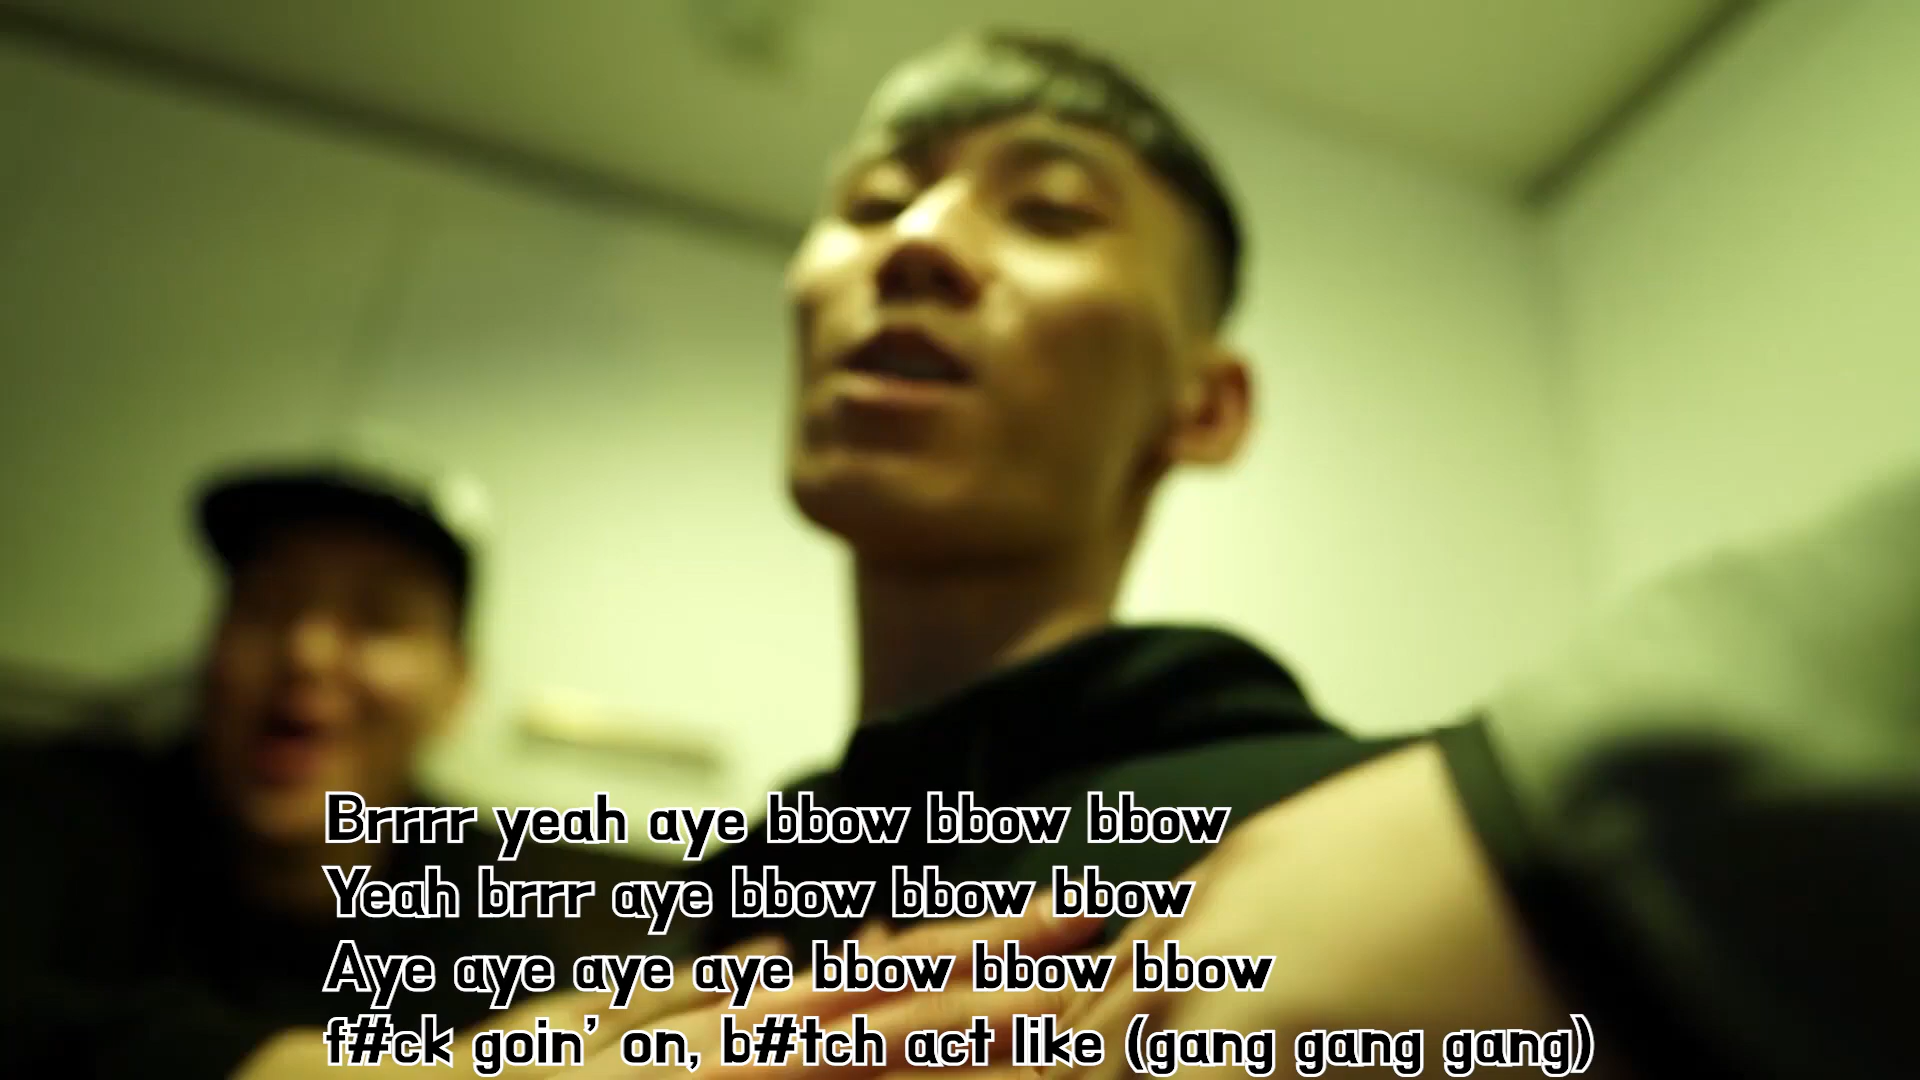 Brrrr yeah aye bbow bbow bbow
Yeah brrr aye bbow bbow bbow
Aye aye aye aye bbow bbow bbow
f#ck goin' on, b#tch act like (gang gang gang)